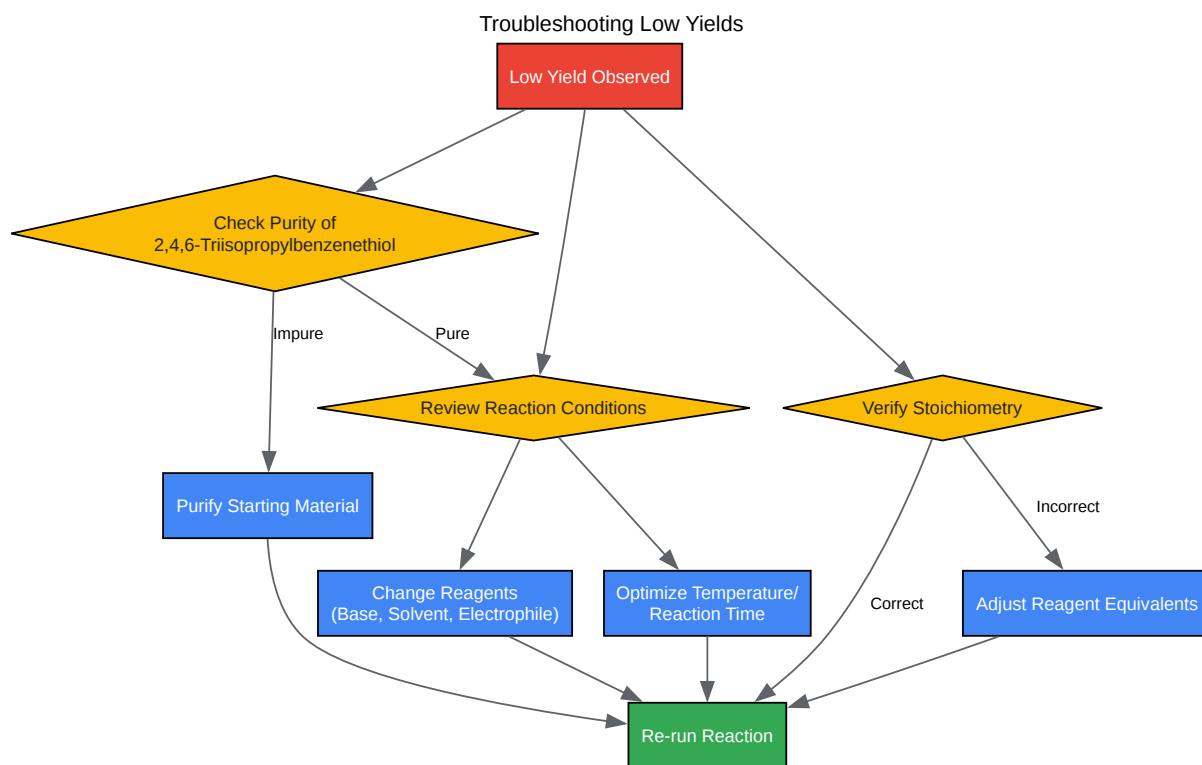 Troubleshooting Low Yields
Low Yield Observed
Check Purity of
2,4,6-Triisopropylbenzenethiol
Impure
Pure
Review Reaction Conditions
Verify Stoichiometry
Purify Starting Material
Incorrect
Change Reagents
(Base, Solvent, Electrophile)
Optimize Temperature/
Reaction Time
Correct
Adjust Reagent Equivalents
Re-run Reaction